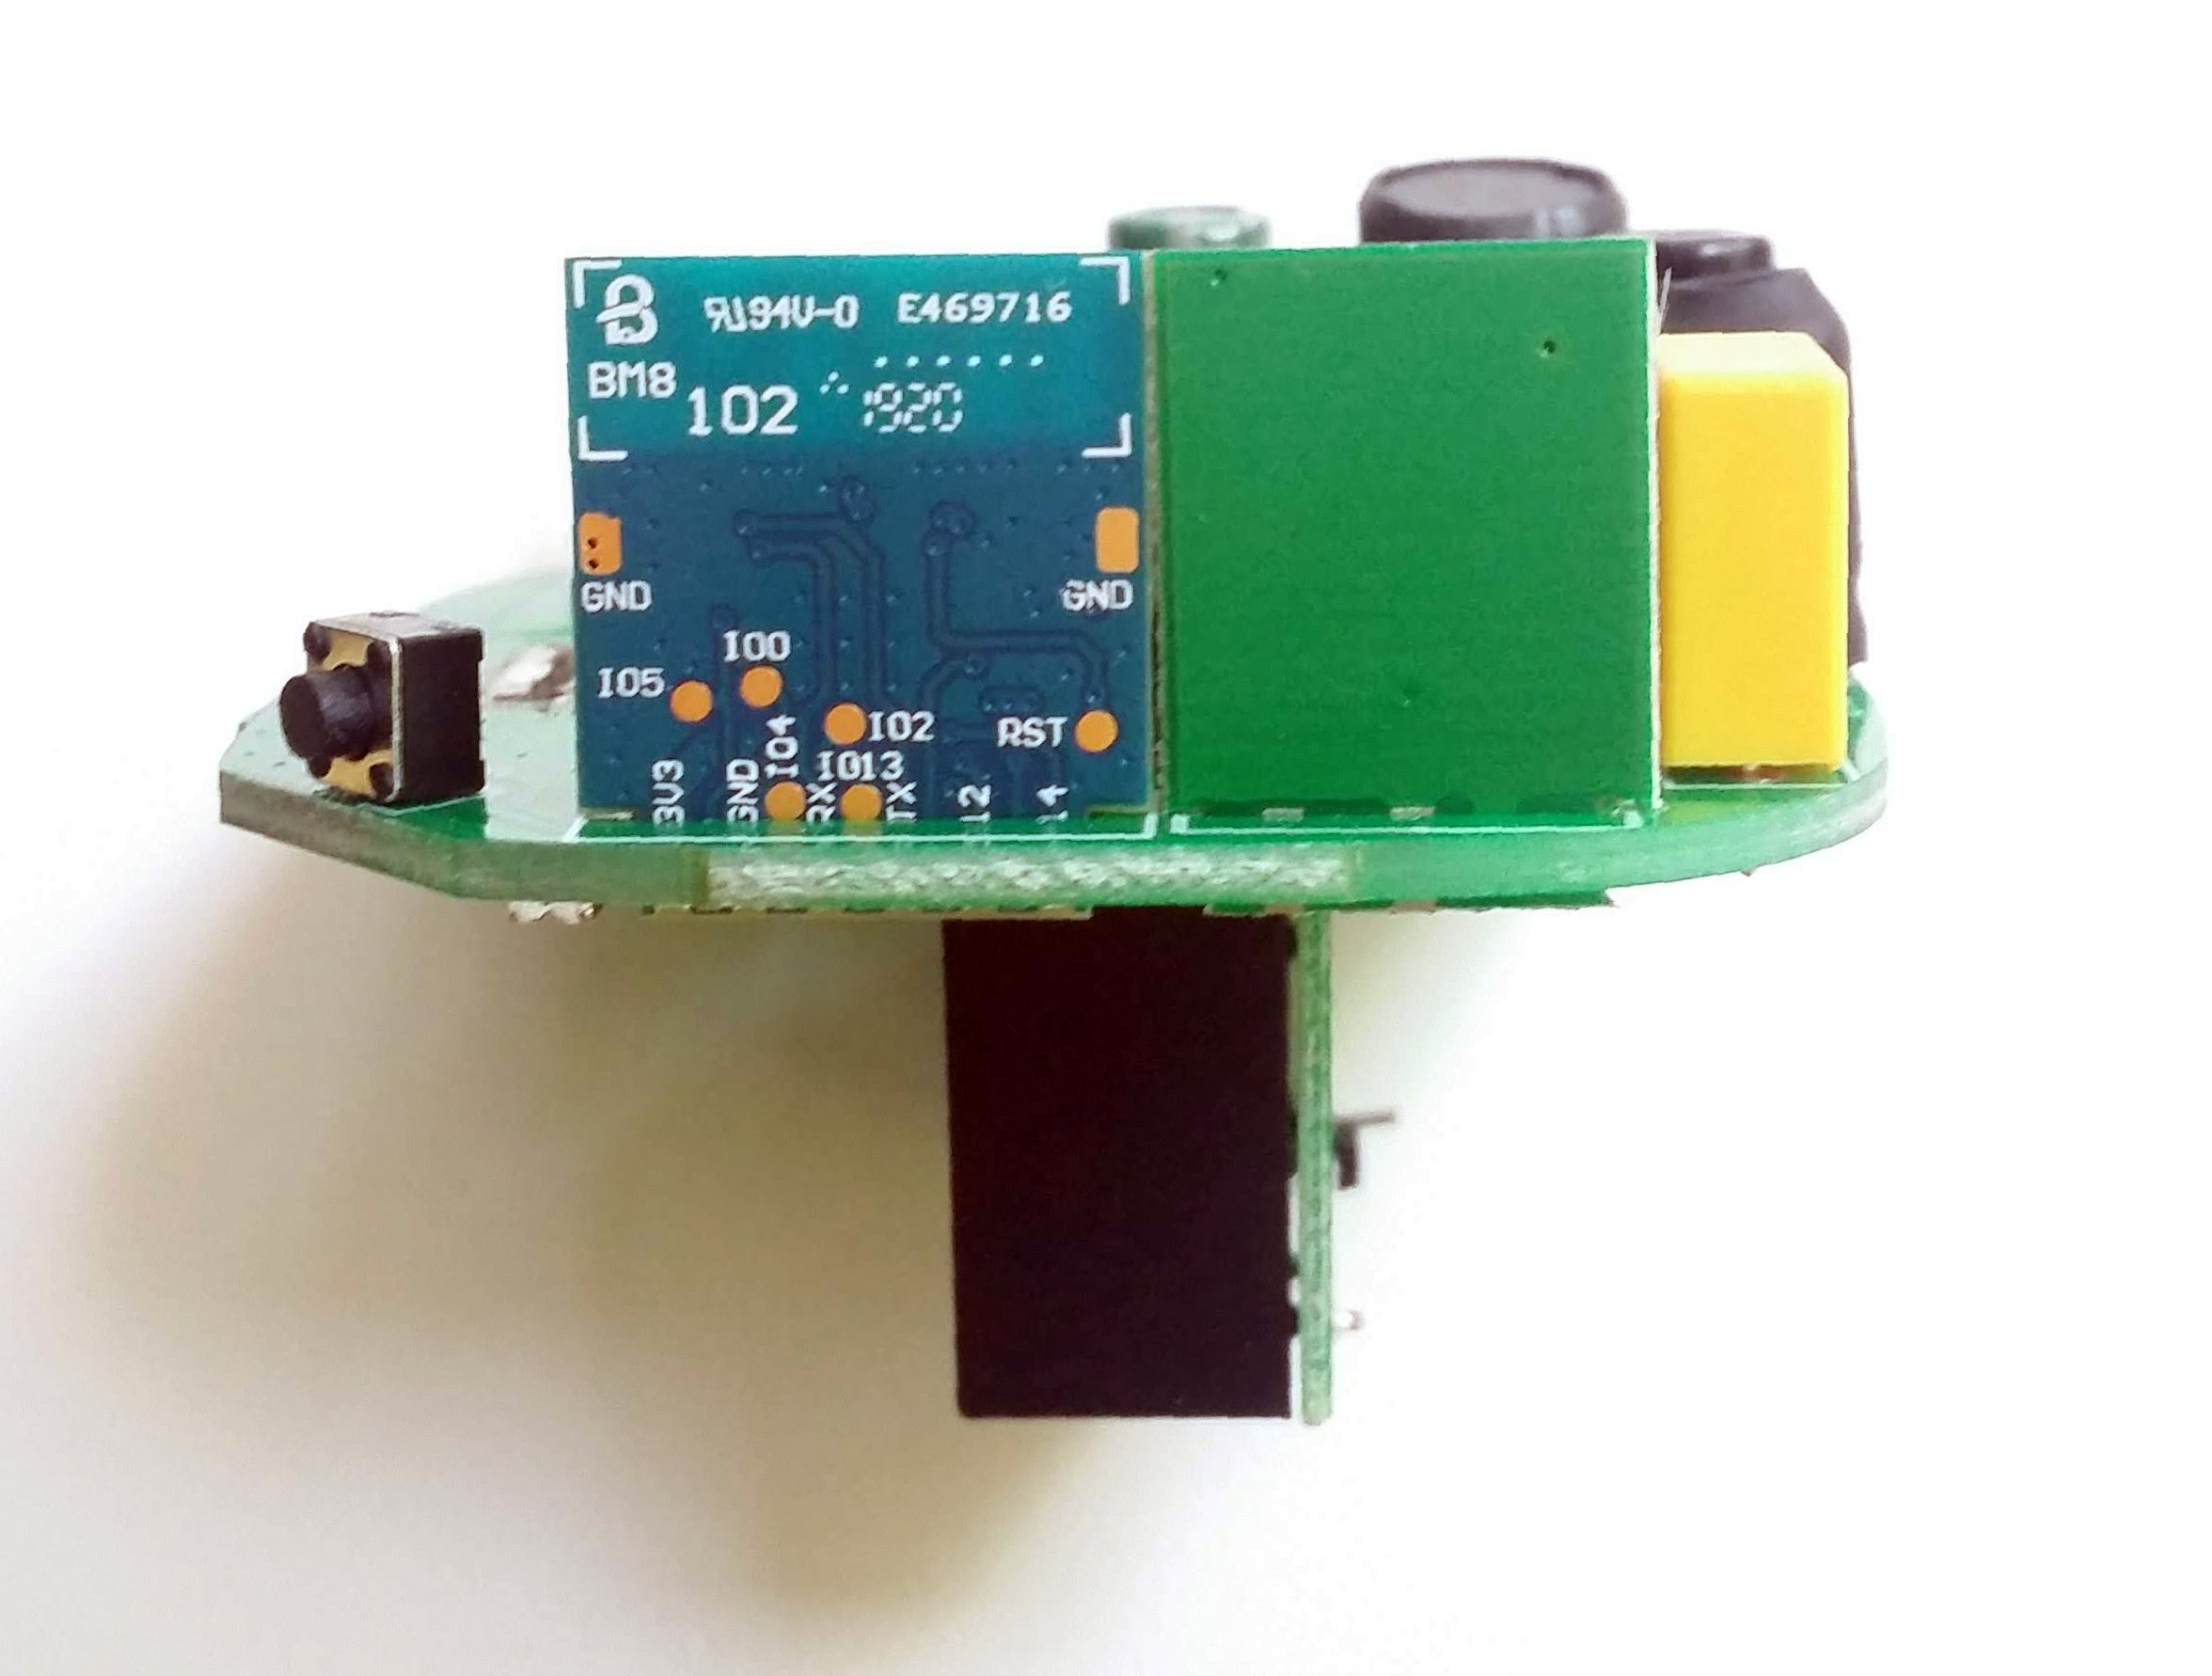 B 94V-0 E469716
BM8 102 1920
GND GND
IO0
IO5
IO2
RST
IO4
IO13
3V3 GND RX TX 12 14